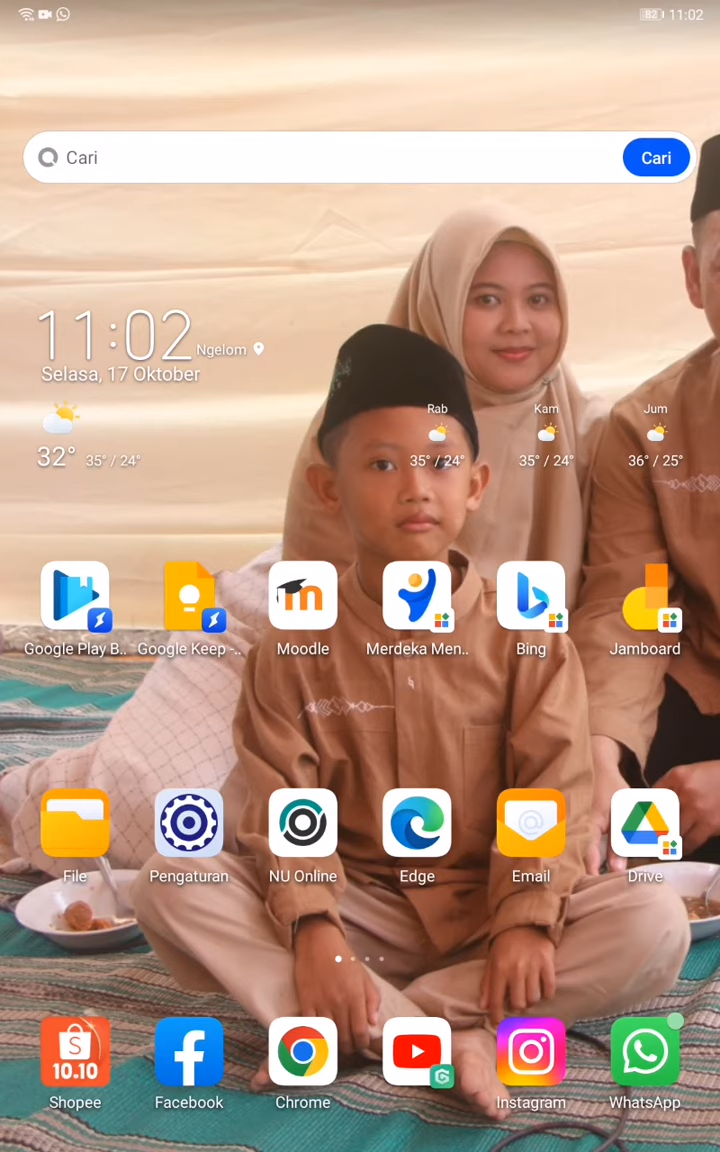 82 11:02
Cari Cari
11:02 Ngelom
Selasa, 17 Oktober
32° 35° / 24°
Rab Kam Jum
35° / 24° 35° / 24° 36° / 25°
Google Play B.. Google Keep -.. Moodle Merdeka Men.. Bing Jamboard
File Pengaturan NU Online Edge Email Drive
10.10
Shopee Facebook Chrome Instagram WhatsApp